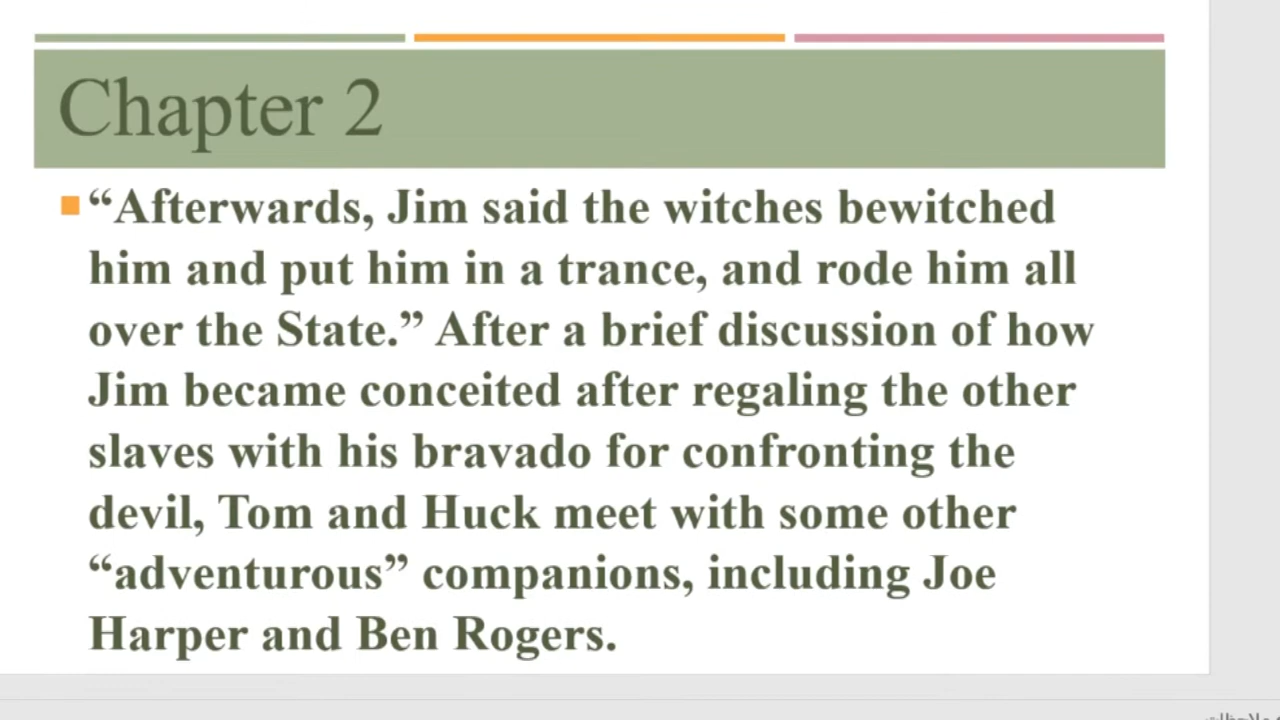 Chapter 2
“Afterwards, Jim said the witches bewitched
him and put him in a trance, and rode him all
over the State.” After a brief discussion of how
Jim became conceited after regaling the other
slaves with his bravado for confronting the
devil, Tom and Huck meet with some other
“adventurous” companions, including Joe
Harper and Ben Rogers.